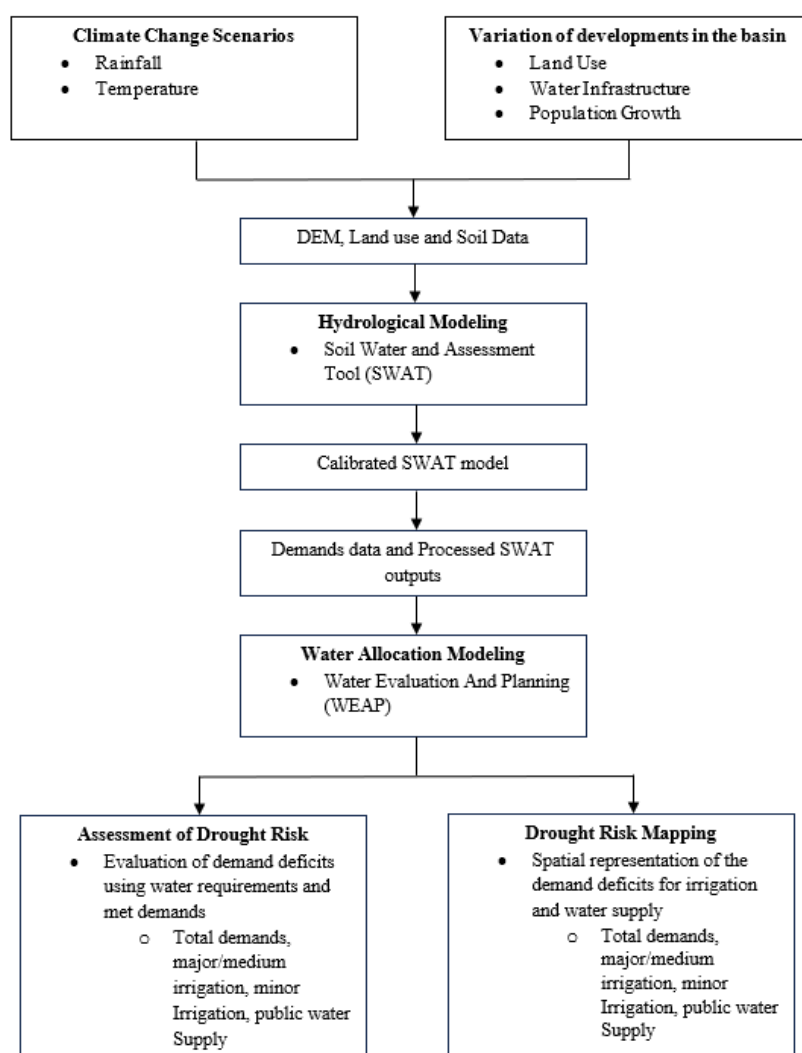 Climate Change Scenarios
• Rainfall
• Temperature
Variation of developments in the basin
• Land Use
• Water Infrastructure
• Population Growth
DEM, Land use and Soil Data
Hydrological Modeling
• Soil Water and Assessment
Tool (SWAT)
Calibrated SWAT model
Demands data and Processed SWAT
outputs
Water Allocation Modeling
• Water Evaluation And Planning
(WEAP)
Assessment of Drought Risk
• Evaluation of demand deficits
using water requirements and
met demands
o Total demands,
major/medium
irrigation, minor
Irrigation, public water
Supply
Drought Risk Mapping
• Spatial representation of the
demand deficits for irrigation
and water supply
o Total demands,
major/medium
irrigation, minor
Irrigation, public water
Supply